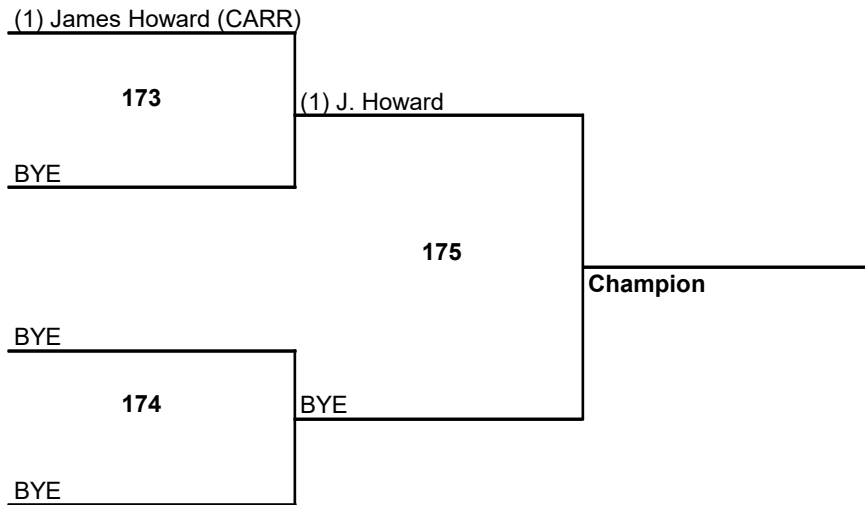 (1) James Howard (CARR)
173
(1) J. Howard
BYE
175
Champion
BYE
174
BYE
BYE